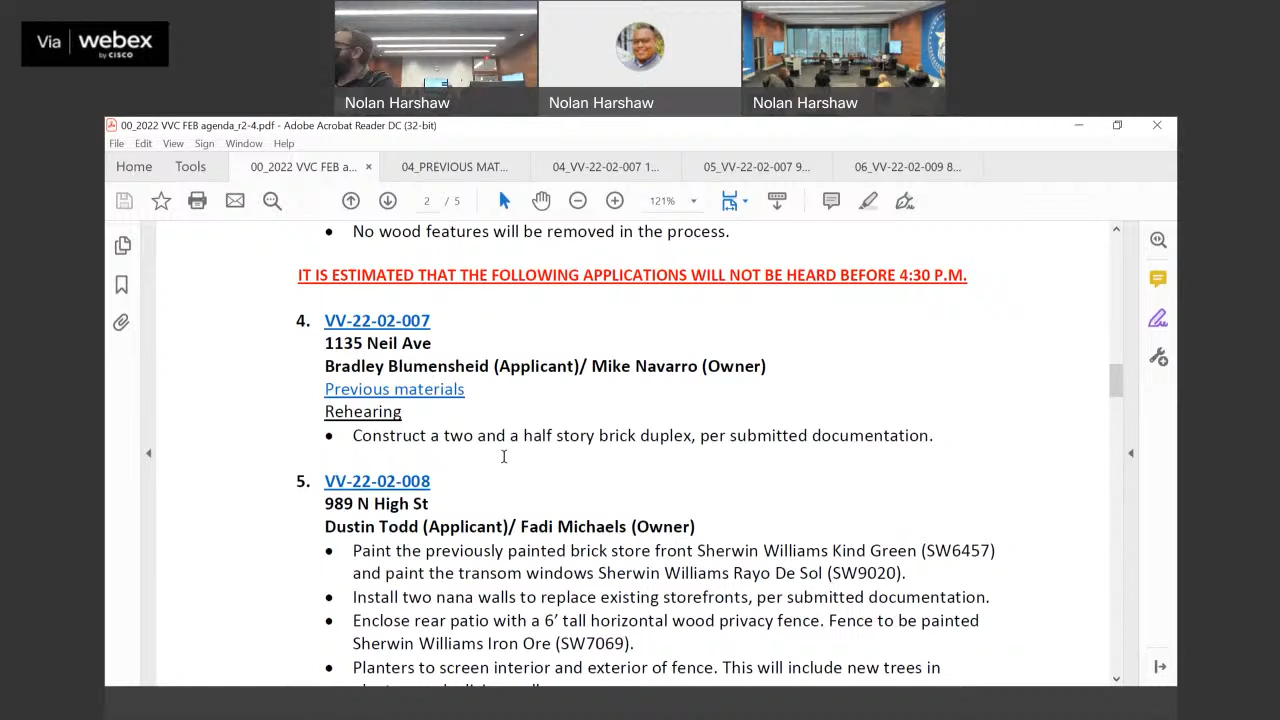 Via webex
by CISCO
Nolan Harshaw
Nolan Harshaw
Nolan Harshaw
00_2022 VVC FEB agenda_r2-4.pdf - Adobe Acrobat Reader DC (32-bit)
File Edit View Sign Window Help
Home Tools 00_2022 VVC FEB a... × 04_PREVIOUS MAT... 04_VV-22-02-007 1... 05_VV-22-02-007 9... 06_VV-22-02-009 8...
2 / 5 121%
• No wood features will be removed in the process.
IT IS ESTIMATED THAT THE FOLLOWING APPLICATIONS WILL NOT BE HEARD BEFORE 4:30 P.M.
4. VV-22-02-007
1135 Neil Ave
Bradley Blumensheid (Applicant)/ Mike Navarro (Owner)
Previous materials
Rehearing
• Construct a two and a half story brick duplex, per submitted documentation.
5. VV-22-02-008
989 N High St
Dustin Todd (Applicant)/ Fadi Michaels (Owner)
• Paint the previously painted brick store front Sherwin Williams Kind Green (SW6457)
and paint the transom windows Sherwin Williams Rayo De Sol (SW9020).
• Install two nana walls to replace existing storefronts, per submitted documentation.
• Enclose rear patio with a 6’ tall horizontal wood privacy fence. Fence to be painted
Sherwin Williams Iron Ore (SW7069).
• Planters to screen interior and exterior of fence. This will include new trees in